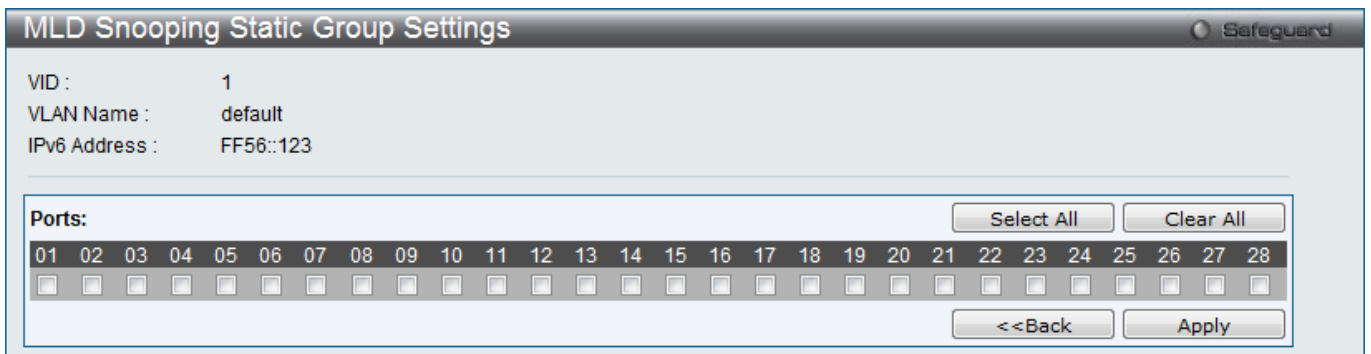 MLD Snooping Static Group Settings
Safeguard
VID : 1
VLAN Name : default
IPv6 Address : FF56::123
Ports: Select All Clear All
01 02 03 04 05 06 07 08 09 10 11 12 13 14 15 16 17 18 19 20 21 22 23 24 25 26 27 28
<<Back Apply